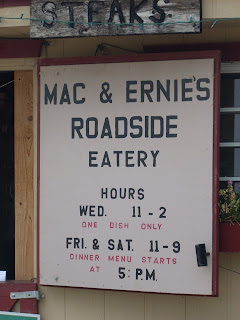 STEAKS.
MAC & ERNIE'S
ROADSIDE
EATERY
HOURS
WED. 11-2
ONE DISH ONLY
FRI. & SAT. 11-9
DINNER MENU STARTS
AT 5:P.M.